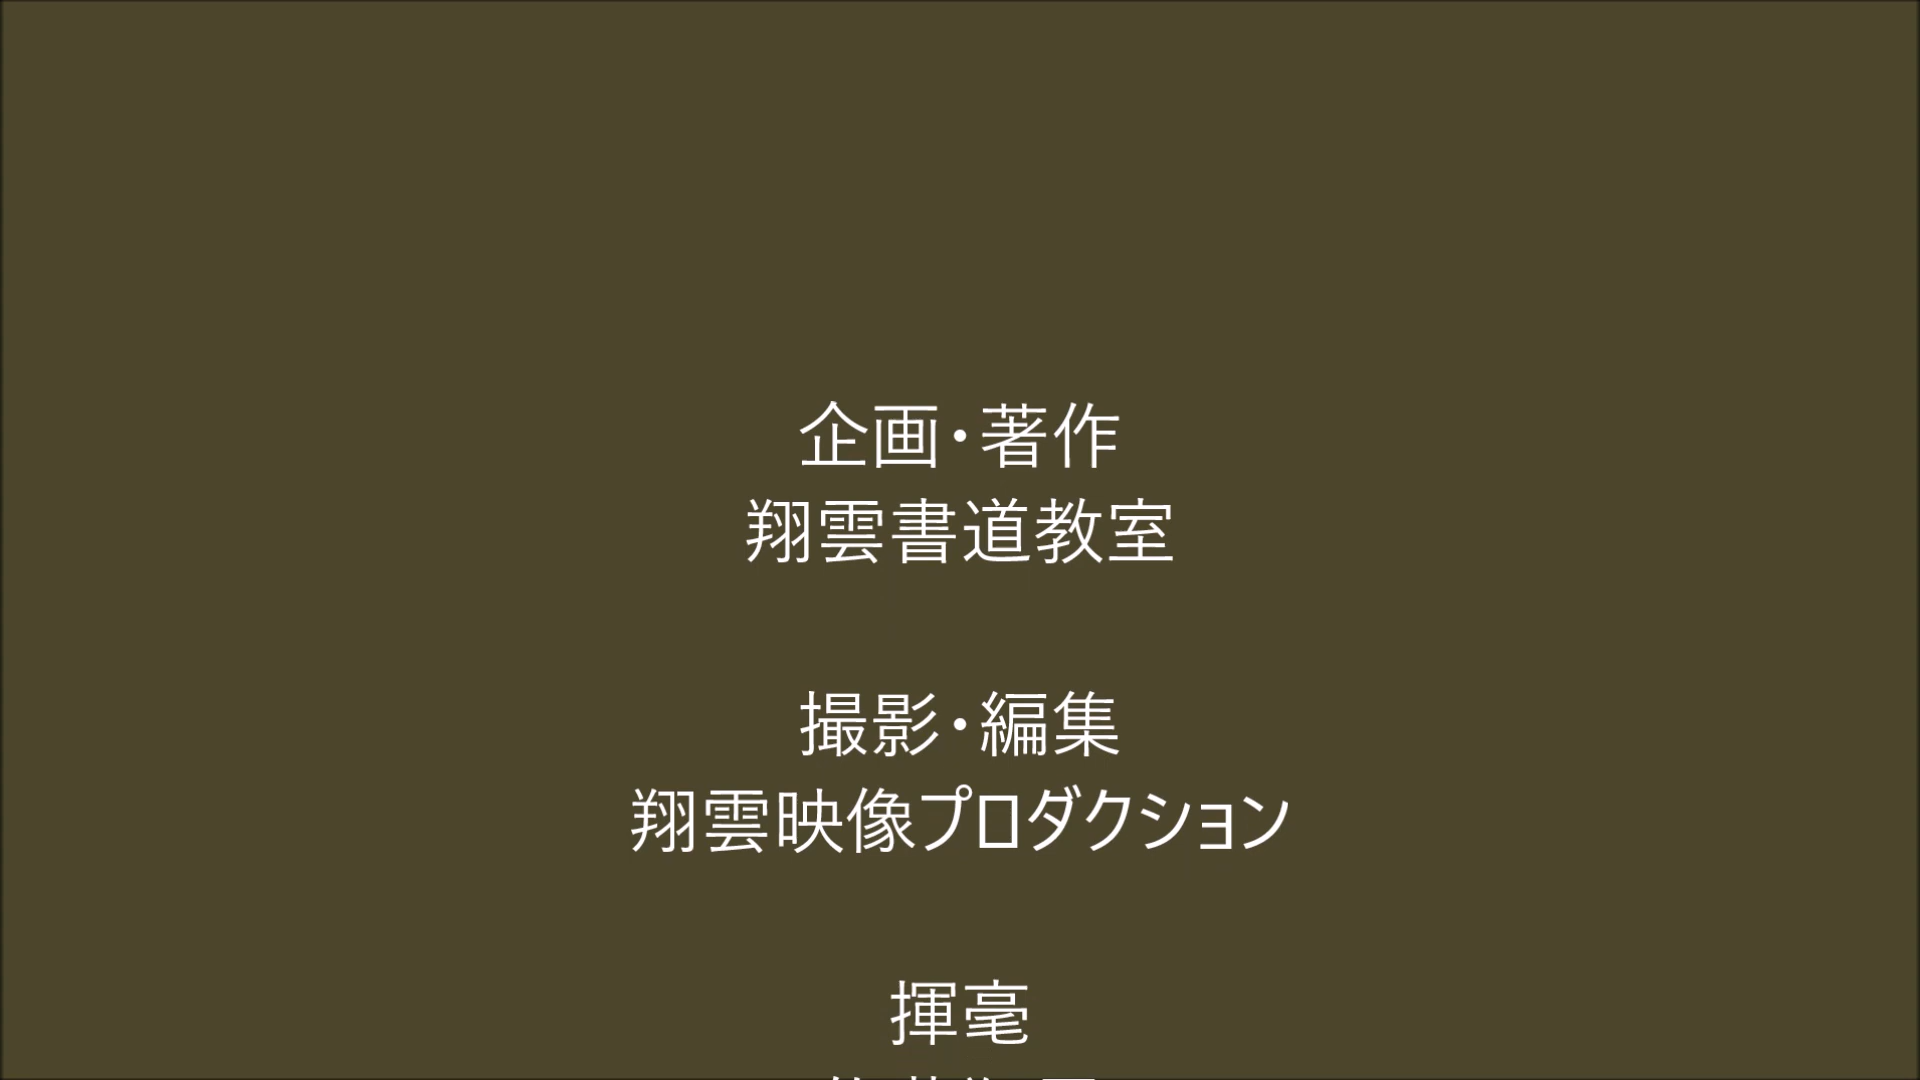 企画・著作
翔雲書道教室
撮影・編集
翔雲映像プロダクション
揮毫